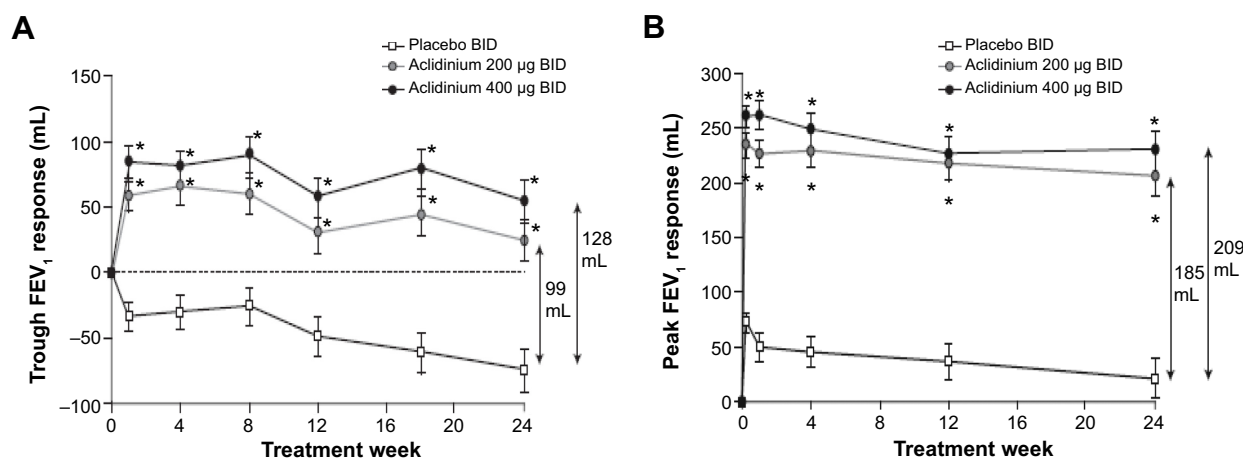 A
Placebo BID
Aclidinium 200 µg BID
Aclidinium 400 µg BID
Trough FEV₁ response (mL)
150
100
50
0
–50
–100
* * * * * *
* * * * * *
99
mL
128
mL
0 4 8 12 16 20 24
Treatment week
B
Placebo BID
Aclidinium 200 µg BID
Aclidinium 400 µg BID
Peak FEV₁ response (mL)
300
250
200
150
100
50
0
* * * * *
* * * * *
185
mL
209
mL
0 4 8 12 16 20 24
Treatment week